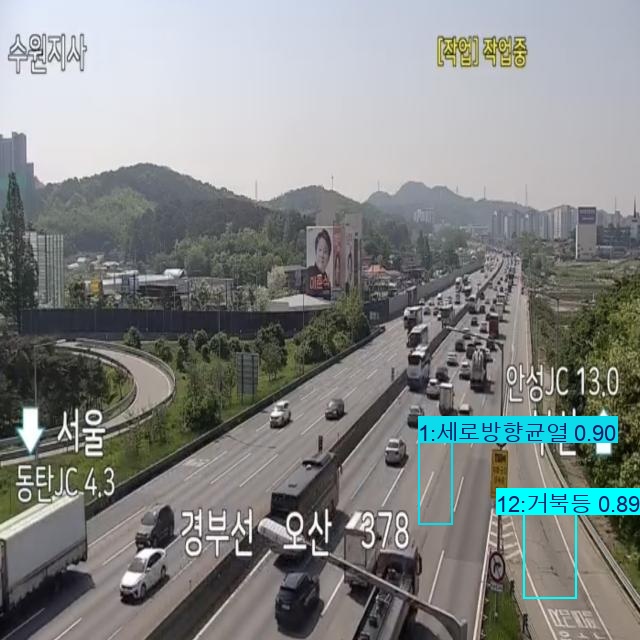 수원지사
[작업] 작업중
안성JC 13.0
서울
1:세로방향균열 0.90
동탄JC 4.3
12:거북등 0.89
경부선 오산 378